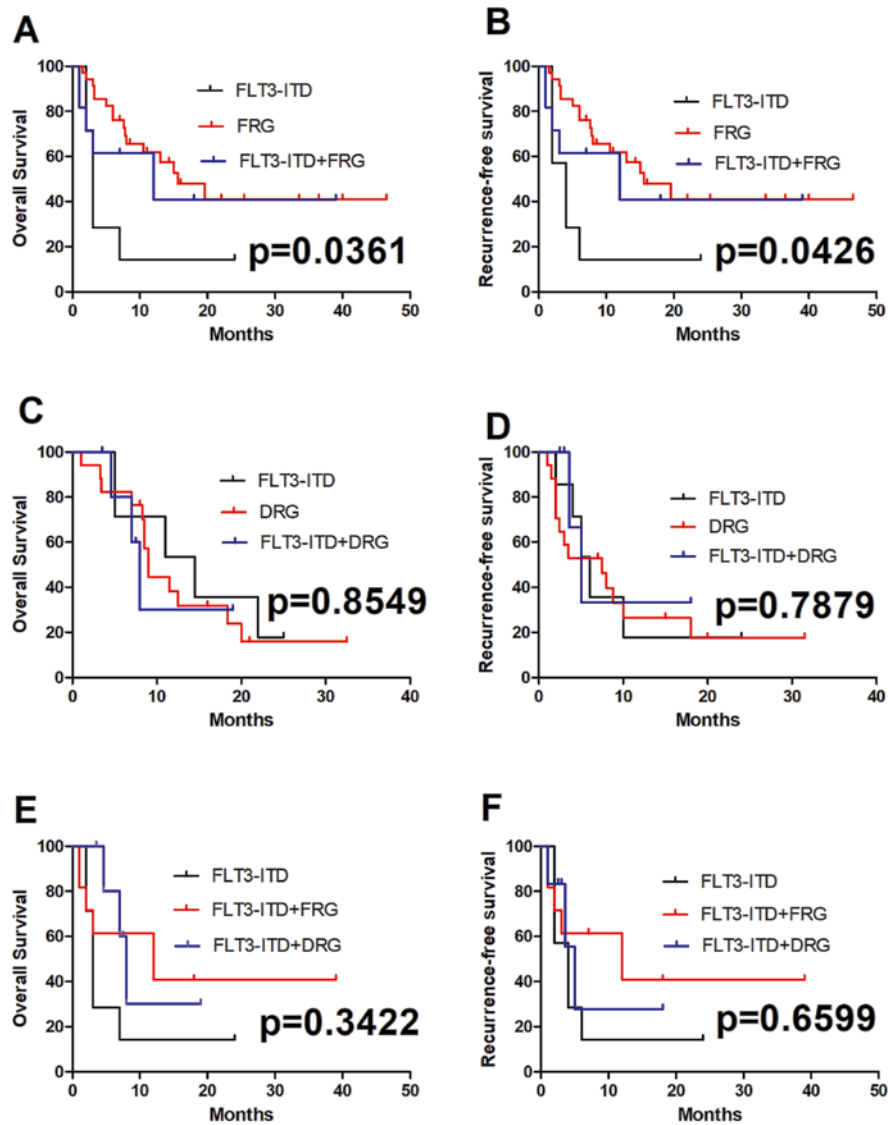 A
Overall Survival
100
80
60
40
20
0
FLT3-ITD
FRG
FLT3-ITD+FRG
p=0.0361
0 10 20 30 40 50
Months
B
Recurrence-free survival
100
80
60
40
20
0
FLT3-ITD
FRG
FLT3-ITD+FRG
p=0.0426
0 10 20 30 40 50
Months
C
Overall Survival
100
80
60
40
20
0
FLT3-ITD
DRG
FLT3-ITD+DRG
p=0.8549
0 10 20 30 40
Months
D
Recurrence-free survival
100
80
60
40
20
0
FLT3-ITD
DRG
FLT3-ITD+DRG
p=0.7879
0 10 20 30 40
Months
E
Overall Survival
100
80
60
40
20
0
FLT3-ITD
FLT3-ITD+FRG
FLT3-ITD+DRG
p=0.3422
0 10 20 30 40 50
Months
F
Recurrence-free survival
100
80
60
40
20
0
FLT3-ITD
FLT3-ITD+FRG
FLT3-ITD+DRG
p=0.6599
0 10 20 30 40 50
Months